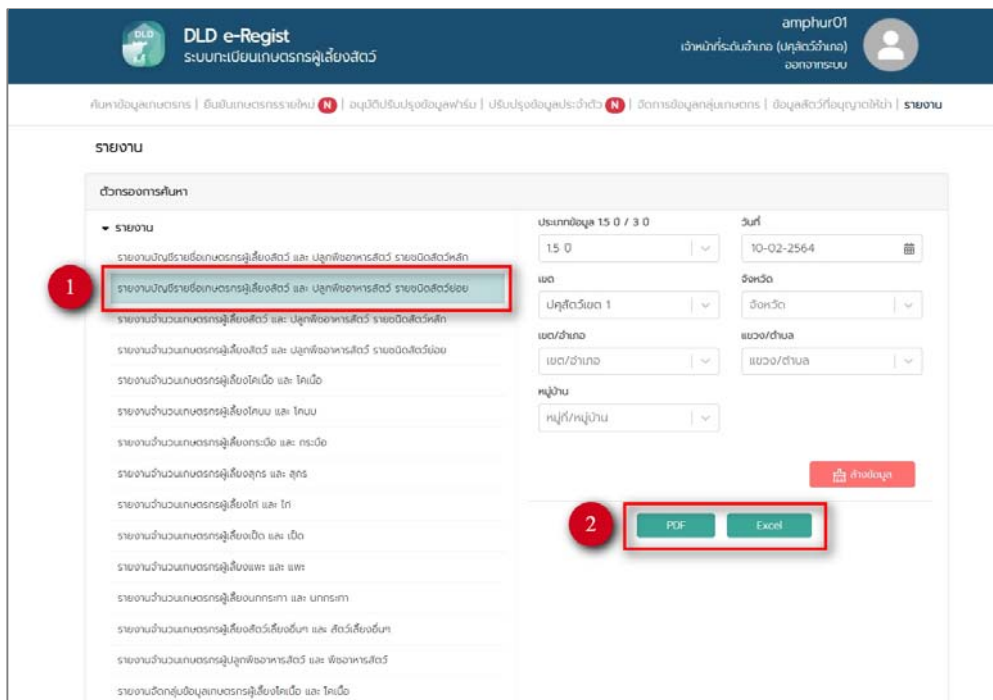 DLD
DLD e-Regist
ระบบทะเบียนเกษตรกรผู้เลี้ยงสัตว์
amphur01
เจ้าหน้าที่ระดับอำเภอ (ปศุสัตว์อำเภอ)
ออกจากระบบ
ค้นหาข้อมูลเกษตรกร | ยืนยันเกษตรกรรายใหม่ N | อนุมัติปรับปรุงข้อมูลฟาร์ม | ปรับปรุงข้อมูลประจำตัว N | จัดการข้อมูลกลุ่มเกษตกร | ข้อมูลสัตว์ที่อนุญาตให้ฆ่า | รายงาน
รายงาน
ตัวกรองการค้นหา
รายงาน
รายงานบัญชีรายชื่อเกษตรกรผู้เลี้ยงสัตว์ และ ปลูกพืชอาหารสัตว์ รายชนิดสัตว์หลัก
1
รายงานบัญชีรายชื่อเกษตรกรผู้เลี้ยงสัตว์ และ ปลูกพืชอาหารสัตว์ รายชนิดสัตว์ย่อย
รายงานจำนวนเกษตรกรผู้เลี้ยงสัตว์ และ ปลูกพืชอาหารสัตว์ รายชนิดสัตว์หลัก
รายงานจำนวนเกษตรกรผู้เลี้ยงสัตว์ และ ปลูกพืชอาหารสัตว์ รายชนิดสัตว์ย่อย
รายงานจำนวนเกษตรกรผู้เลี้ยงโคเนื้อ และ โคเนื้อ
รายงานจำนวนเกษตรกรผู้เลี้ยงโคนม และ โคนม
รายงานจำนวนเกษตรกรผู้เลี้ยงกระบือ และ กระบือ
รายงานจำนวนเกษตรกรผู้เลี้ยงสุกร และ สุกร
รายงานจำนวนเกษตรกรผู้เลี้ยงไก่ และ ไก่
รายงานจำนวนเกษตรกรผู้เลี้ยงเป็ด และ เป็ด
รายงานจำนวนเกษตรกรผู้เลี้ยงแพะ และ แพะ
รายงานจำนวนเกษตรกรผู้เลี้ยงนกกระทา และ นกกระทา
รายงานจำนวนเกษตรกรผู้เลี้ยงสัตว์เลี้ยงอื่นๆ และ สัตว์เลี้ยงอื่นๆ
รายงานจำนวนเกษตรกรผู้ปลูกพืชอาหารสัตว์ และ พืชอาหารสัตว์
รายงานจัดกลุ่มข้อมูลเกษตรกรผู้เลี้ยงโคเนื้อ และ โคเนื้อ
ประเภทข้อมูล 1.5 ปี / 3 ปี
วันที่
1.5 ปี
10-02-2564
เขต
จังหวัด
ปศุสัตว์เขต 1
จังหวัด
เขต/อำเภอ
แขวง/ตำบล
เขต/อำเภอ
แขวง/ตำบล
หมู่บ้าน
หมู่ที่/หมู่บ้าน
ล้างข้อมูล
2
PDF
Excel